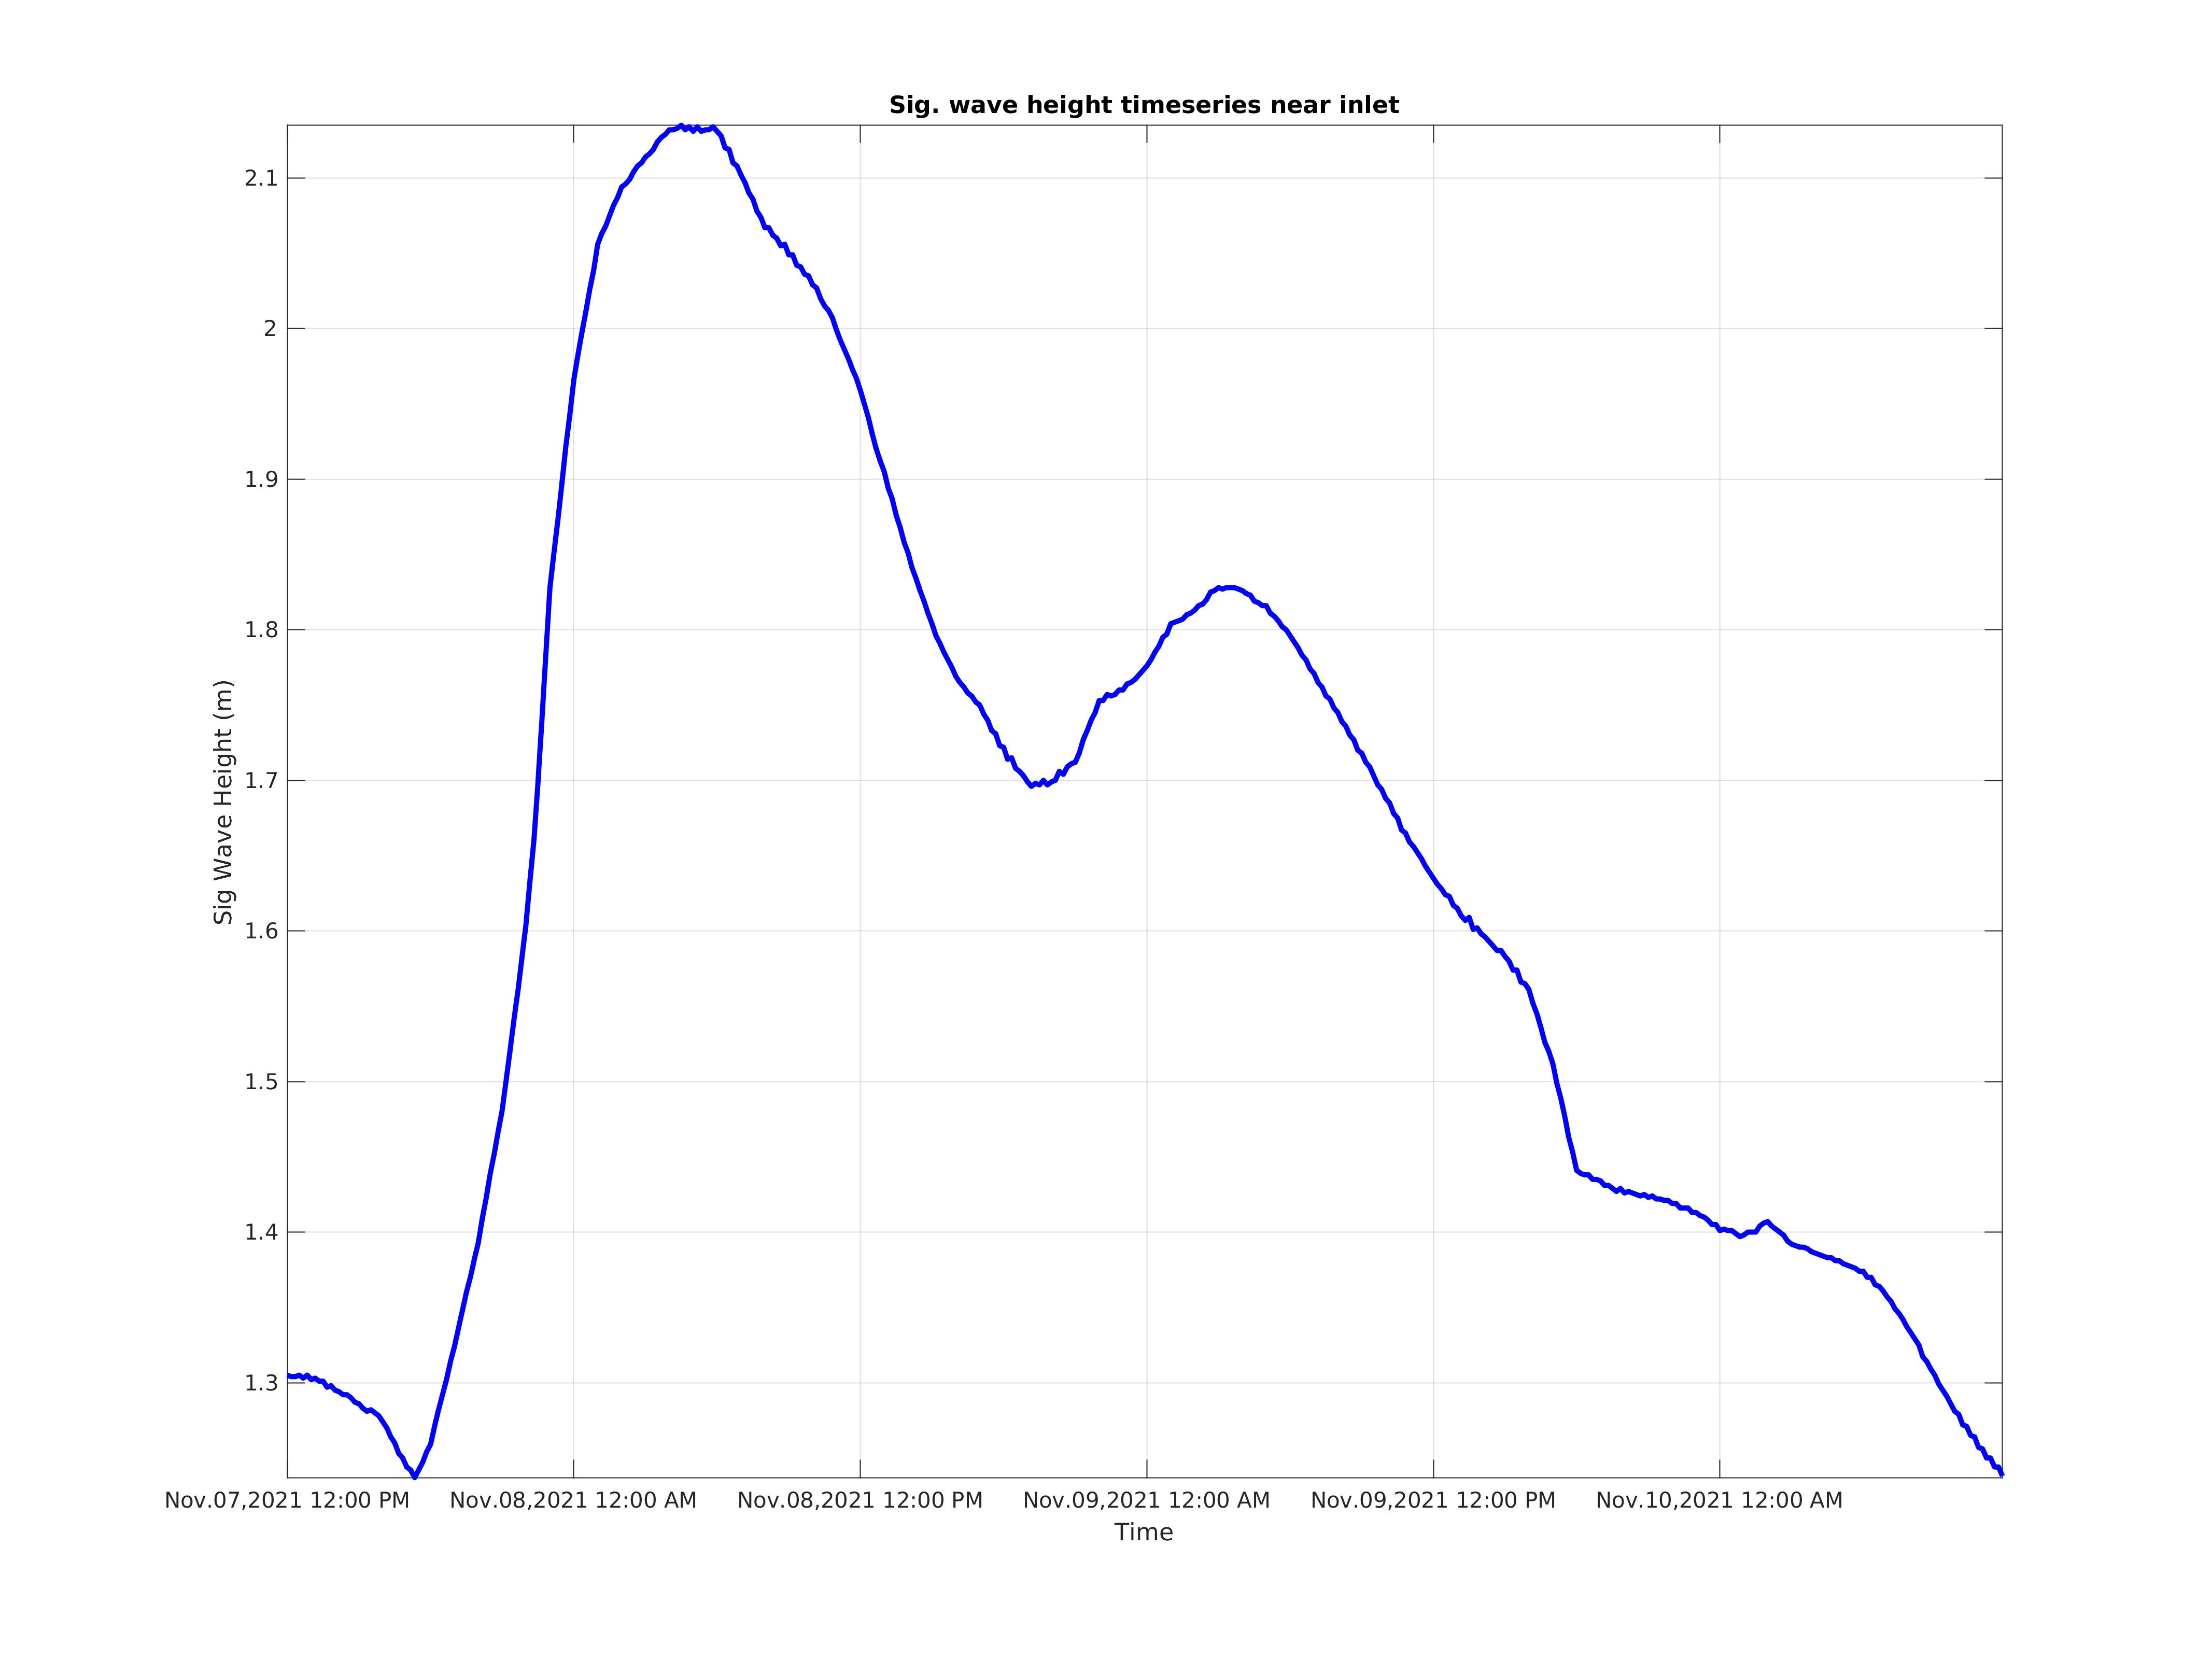 Sig. wave height timeseries near inlet
2.1
2
1.9
1.8
1.7
1.6
1.5
1.4
1.3
Sig Wave Height (m)
Nov.07,2021 12:00 PM Nov.08,2021 12:00 AM Nov.08,2021 12:00 PM Nov.09,2021 12:00 AM Nov.09,2021 12:00 PM Nov.10,2021 12:00 AM
Time